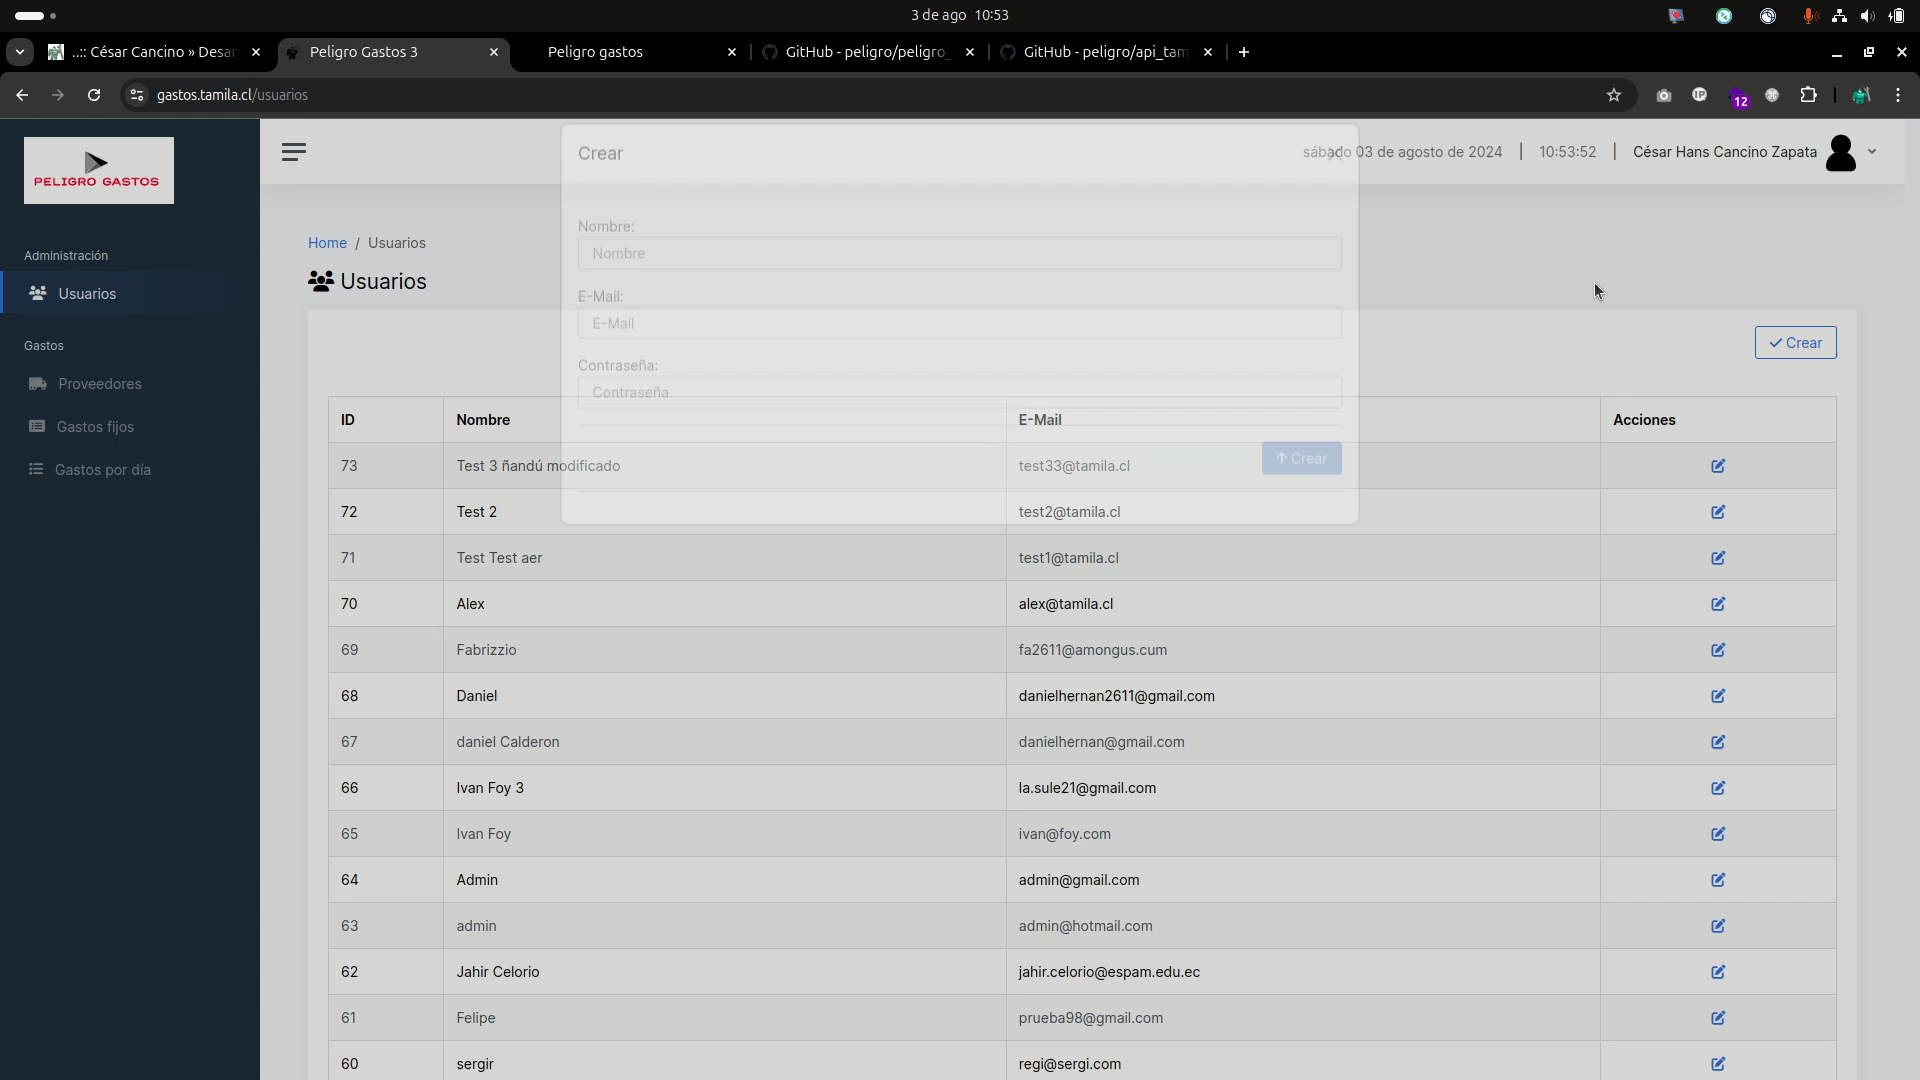 3 de ago 10:53
..:: César Cancino » Desar
Peligro Gastos 3
Peligro gastos
GitHub - peligro/peligro_
GitHub - peligro/api_tam
gastos.tamila.cl/usuarios
12
PELIGRO GASTOS
Crear
sábado 03 de agosto de 2024 | 10:53:52 | César Hans Cancino Zapata
Administración
Usuarios
Gastos
Proveedores
Gastos fijos
Gastos por día
Home / Usuarios
Usuarios
Nombre:
Nombre
E-Mail:
E-Mail
Contraseña:
Contraseña
Crear
Crear
ID Nombre E-Mail Acciones
73 Test 3 ñandú modificado test33@tamila.cl
72 Test 2 test2@tamila.cl
71 Test Test aer test1@tamila.cl
70 Alex alex@tamila.cl
69 Fabrizzio fa2611@amongus.cum
68 Daniel danielhernan2611@gmail.com
67 daniel Calderon danielhernan@gmail.com
66 Ivan Foy 3 la.sule21@gmail.com
65 Ivan Foy ivan@foy.com
64 Admin admin@gmail.com
63 admin admin@hotmail.com
62 Jahir Celorio jahir.celorio@espam.edu.ec
61 Felipe prueba98@gmail.com
60 sergir regi@sergi.com